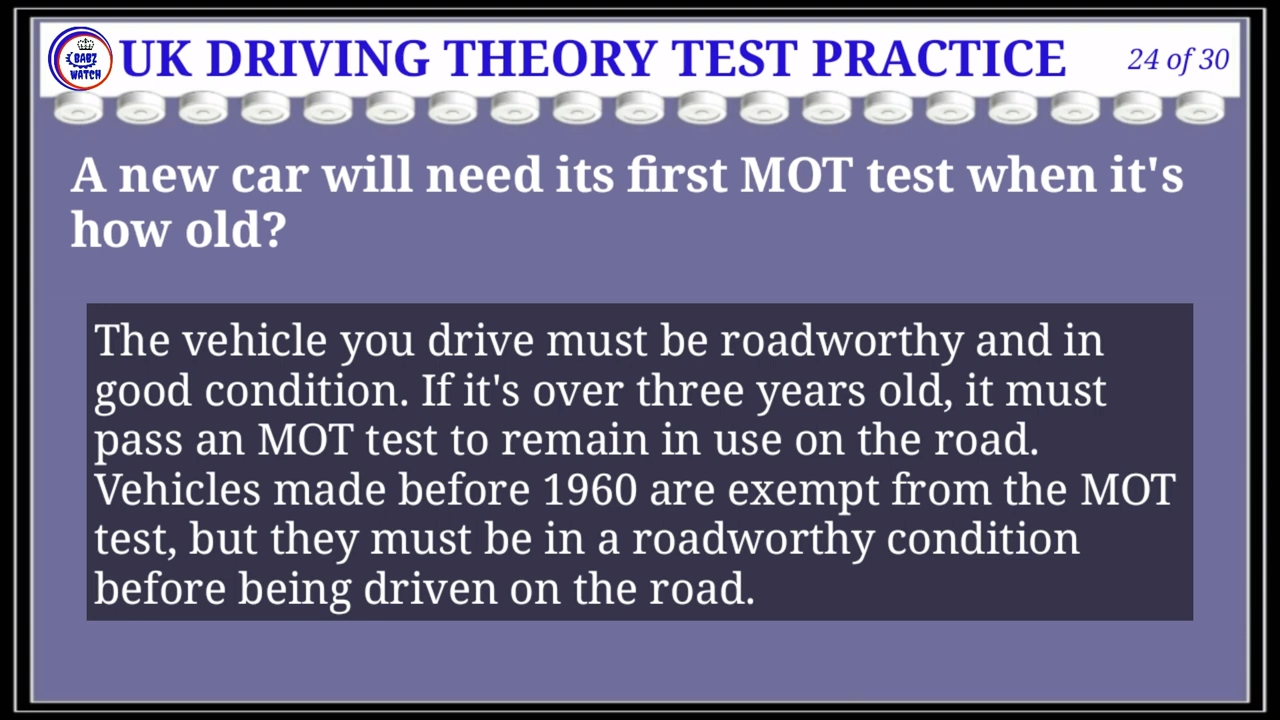 BABZ
WATCH
UK DRIVING THEORY TEST PRACTICE
24 of 30
A new car will need its first MOT test when it's
how old?
The vehicle you drive must be roadworthy and in
good condition. If it's over three years old, it must
pass an MOT test to remain in use on the road.
Vehicles made before 1960 are exempt from the MOT
test, but they must be in a roadworthy condition
before being driven on the road.